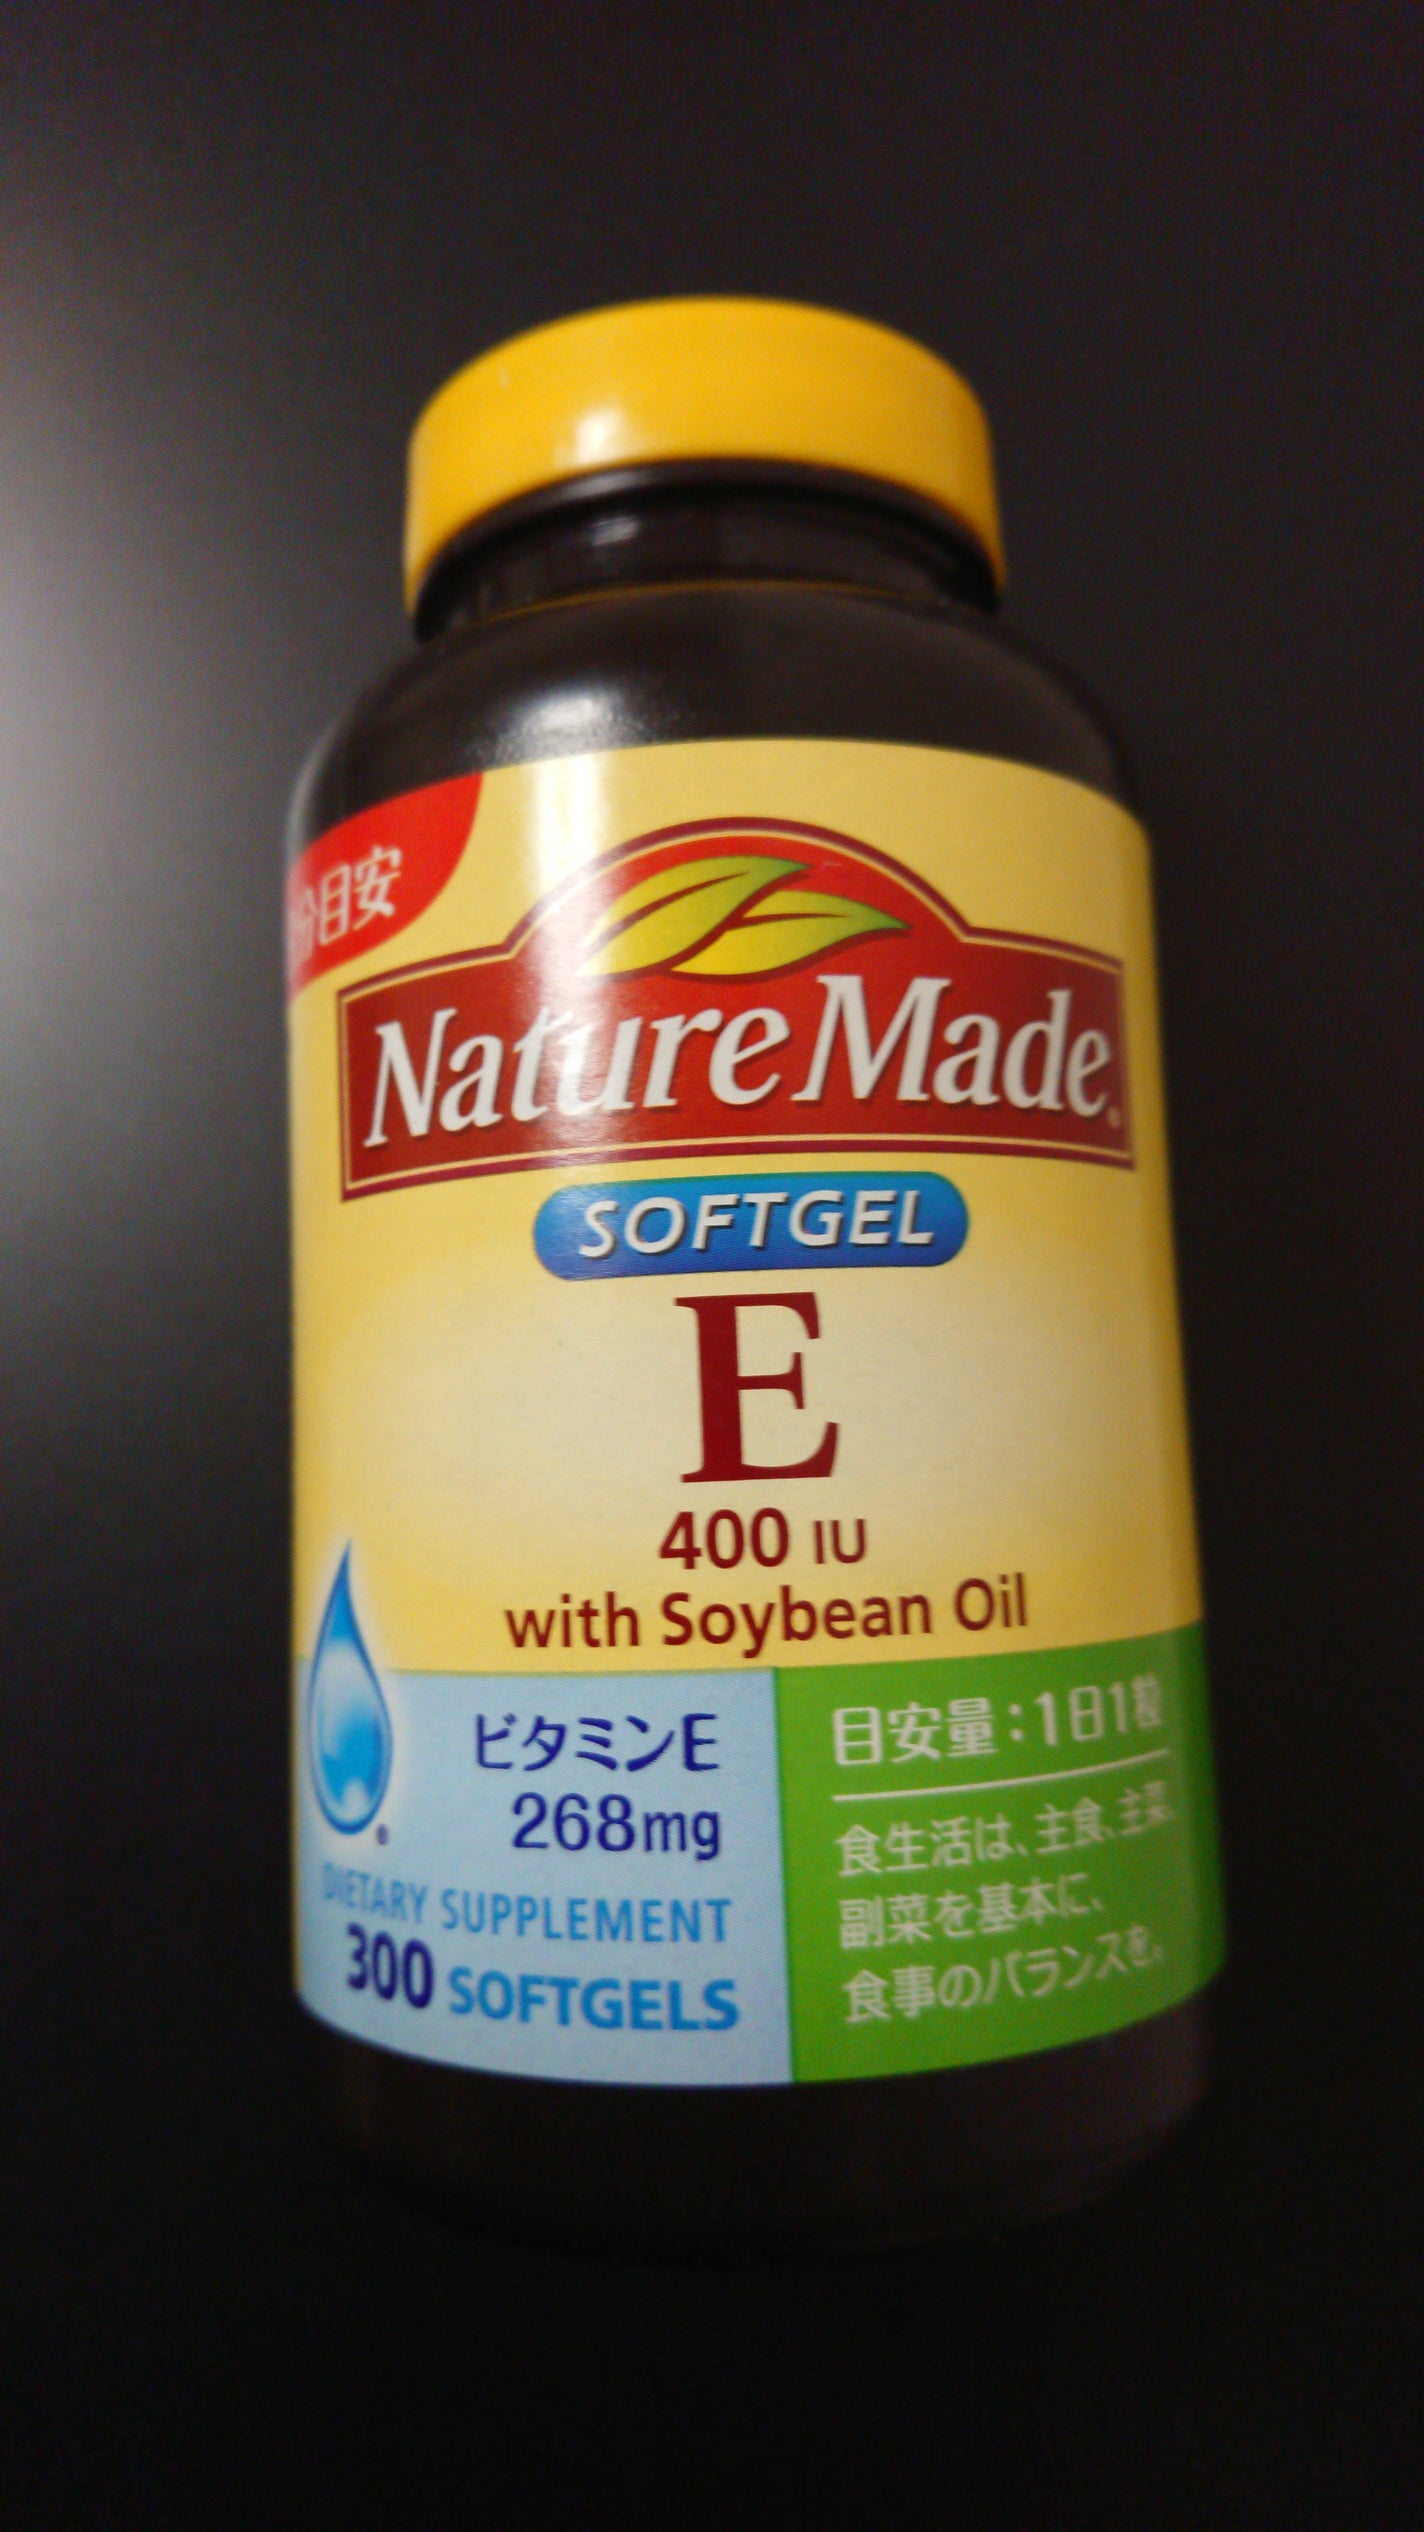 分目安
Nature Made
SOFTGEL
E
400 IU
with Soybean Oil
ビタミンE
268mg
DIETARY SUPPLEMENT
300 SOFTGELS
目安量:1日1粒
食生活は、主食、主菜、
副菜を基本に、
食事のバランスを。